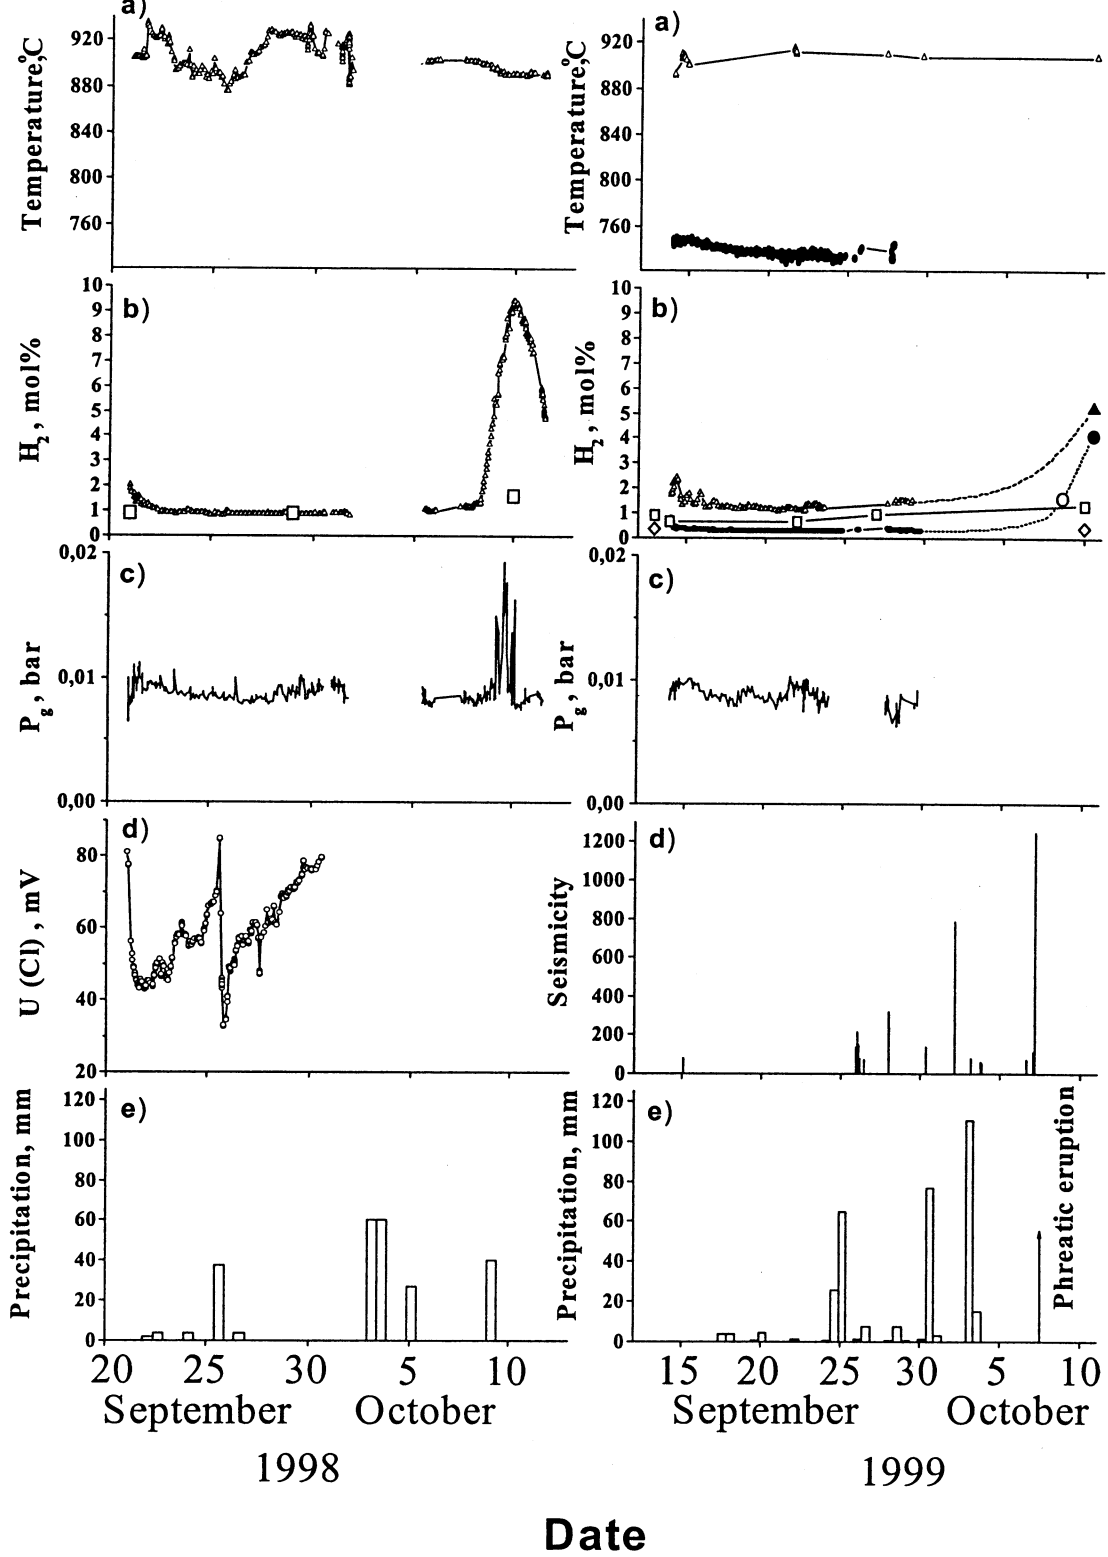 a)
Temperature,°C
920
880
840
800
760
a)
Temperature,°C
920
880
840
800
760
b)
H2, mol%
10
9
8
7
6
5
4
3
2
1
0
b)
H2, mol%
10
9
8
7
6
5
4
3
2
1
0
c)
Pg, bar
0,02
0,01
0,00
c)
Pg, bar
0,02
0,01
0,00
d)
U (Cl) , mV
80
60
40
20
d)
Seismicity
1200
1000
800
600
400
200
0
e)
Precipitation, mm
120
100
80
60
40
20
0
e)
Precipitation, mm
120
100
80
60
40
20
0
Phreatic eruption
20 25 30 5 10
September October
1998
15 20 25 30 5 10
September October
1999
Date